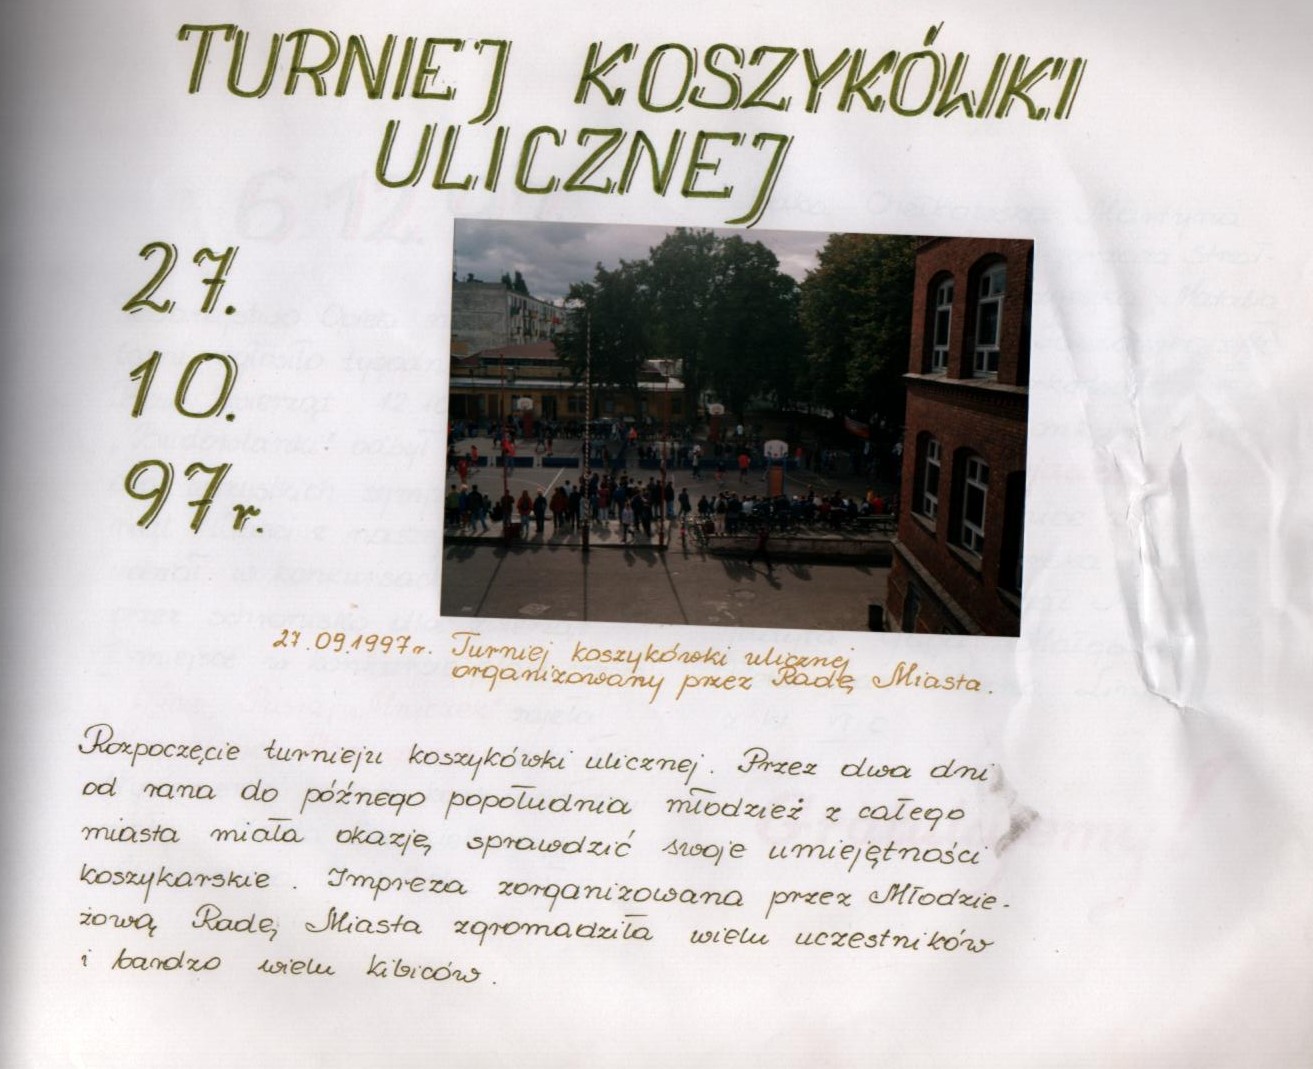 TURNIEJ KOSZYKÓWKI
ULICZNEJ
27.
10.
97 r.
27.09.1997r. Turniej koszykówki ulicznej
organizowany przez Radę Miasta.
Rozpoczęcie turnieju koszykówki ulicznej. Przez dwa dni
od rana do późnego popołudnia młodzież z całego
miasta miała okazję sprawdzić swoje umiejętności
koszykarskie. Impreza zorganizowana przez Młodzie-
żową Radę Miasta zgromadziła wielu uczestników
i bardzo wielu kibiców.